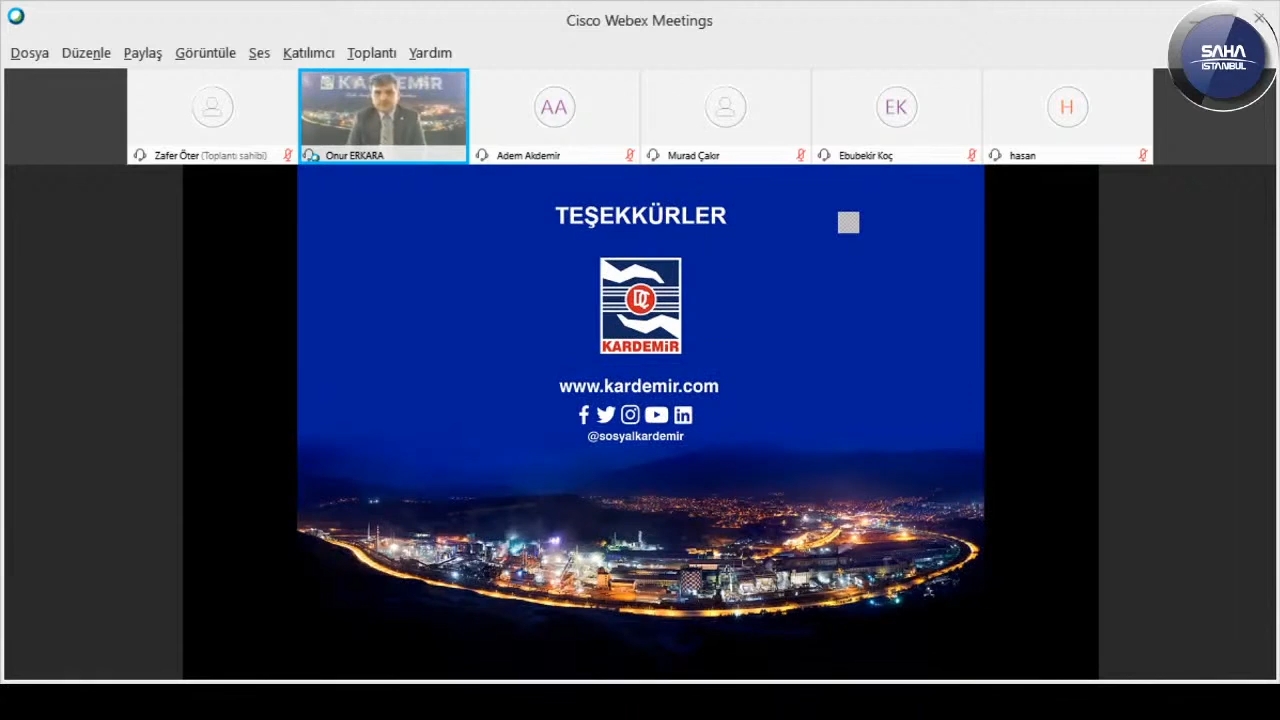 Cisco Webex Meetings
Dosya Düzenle Paylaş Görüntüle Ses Katılımcı Toplantı Yardım
SAHA
İSTANBUL
KARDEMİR
AA
EK
H
Zafer Öter (Toplantı sahibi)
Onur ERKARA
Adem Akdemir
Murad Çakır
Ebubekir Koç
hasan
TEŞEKKÜRLER
DÇ
KARDEMİR
www.kardemir.com
@sosyalkardemir